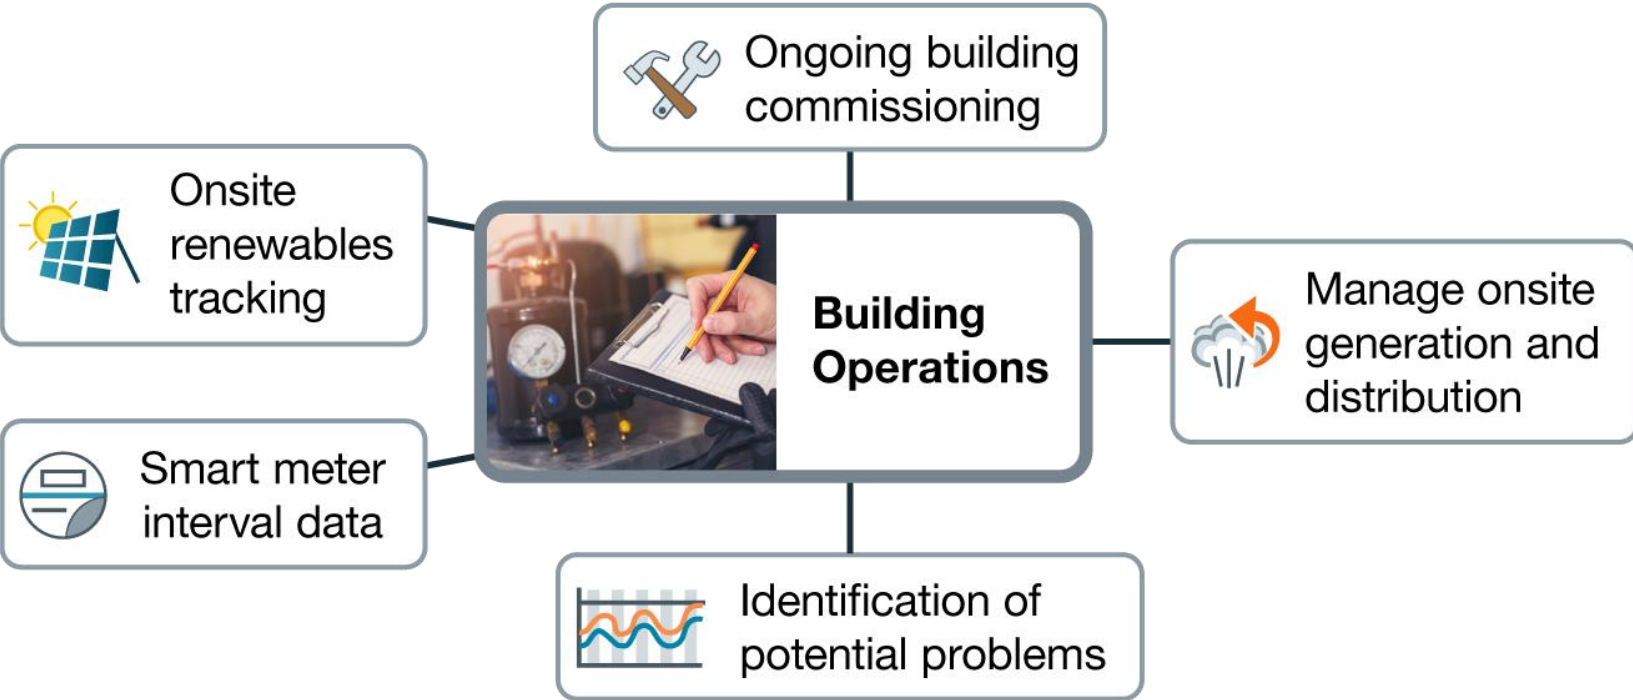 Ongoing building
commissioning
Onsite
renewables
tracking
Building
Operations
Manage onsite
generation and
distribution
Smart meter
interval data
Identification of
potential problems